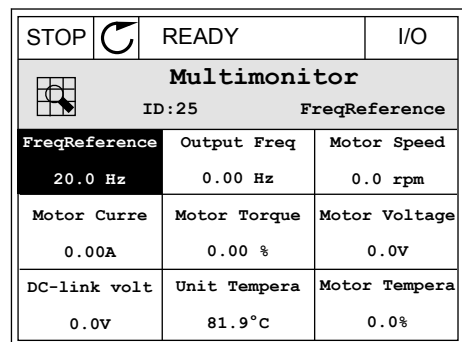 STOP READY I/O
Multimonitor
ID:25 FreqReference
FreqReference Output Freq Motor Speed
20.0 Hz 0.00 Hz 0.0 rpm
Motor Curre Motor Torque Motor Voltage
0.00A 0.00 % 0.0V
DC-link volt Unit Tempera Motor Tempera
0.0V 81.9°C 0.0%